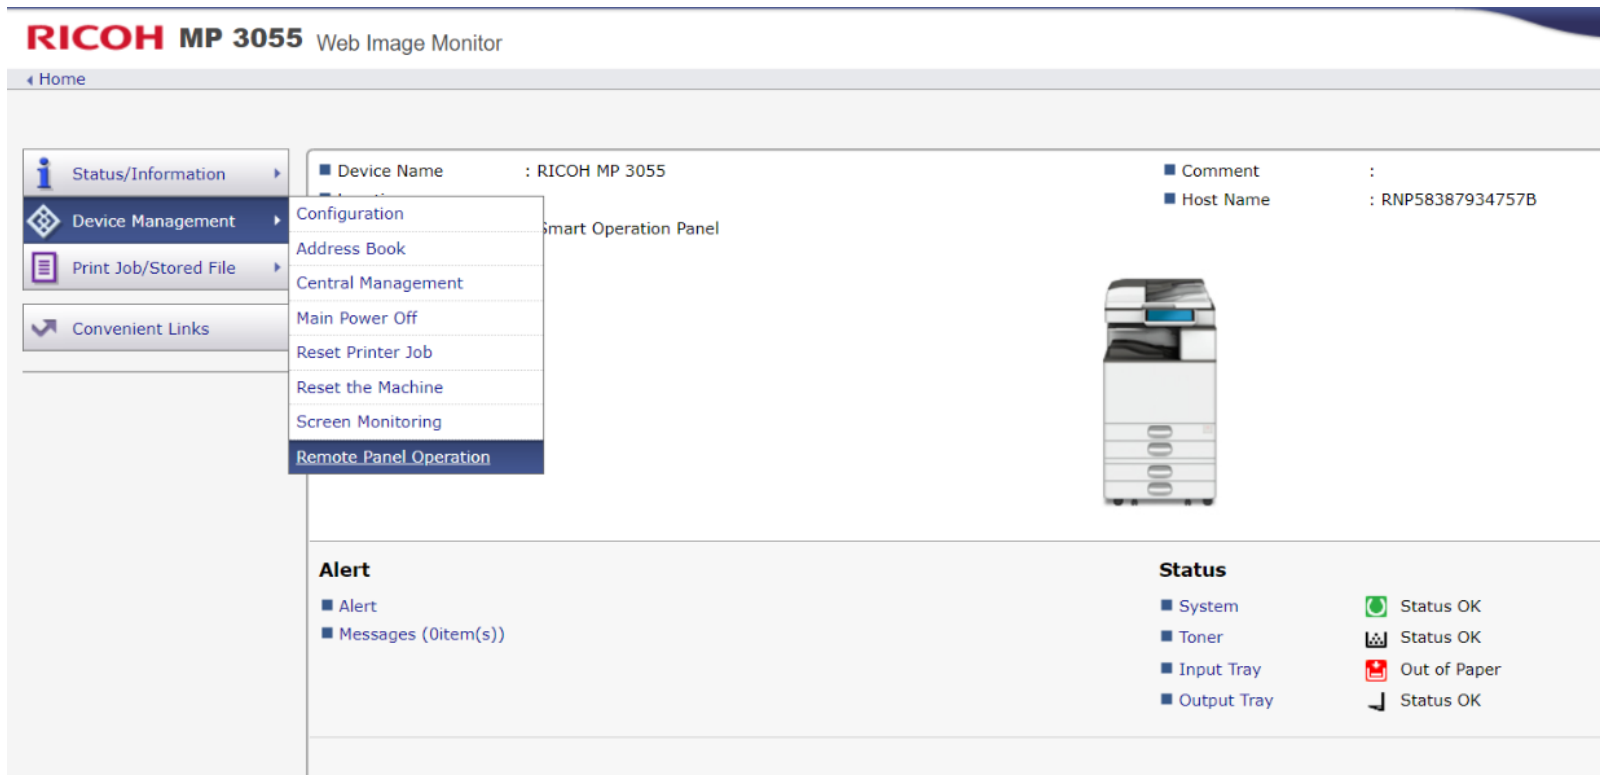 RICOH MP 3055 Web Image Monitor
Home
Status/Information
Device Management
Print Job/Stored File
Convenient Links
Configuration
Address Book
Central Management
Main Power Off
Reset Printer Job
Reset the Machine
Screen Monitoring
Remote Panel Operation
Device Name : RICOH MP 3055
Smart Operation Panel
Comment :
Host Name : RNP58387934757B
Alert
Alert
Messages (0item(s))
Status
System Status OK
Toner Status OK
Input Tray Out of Paper
Output Tray Status OK